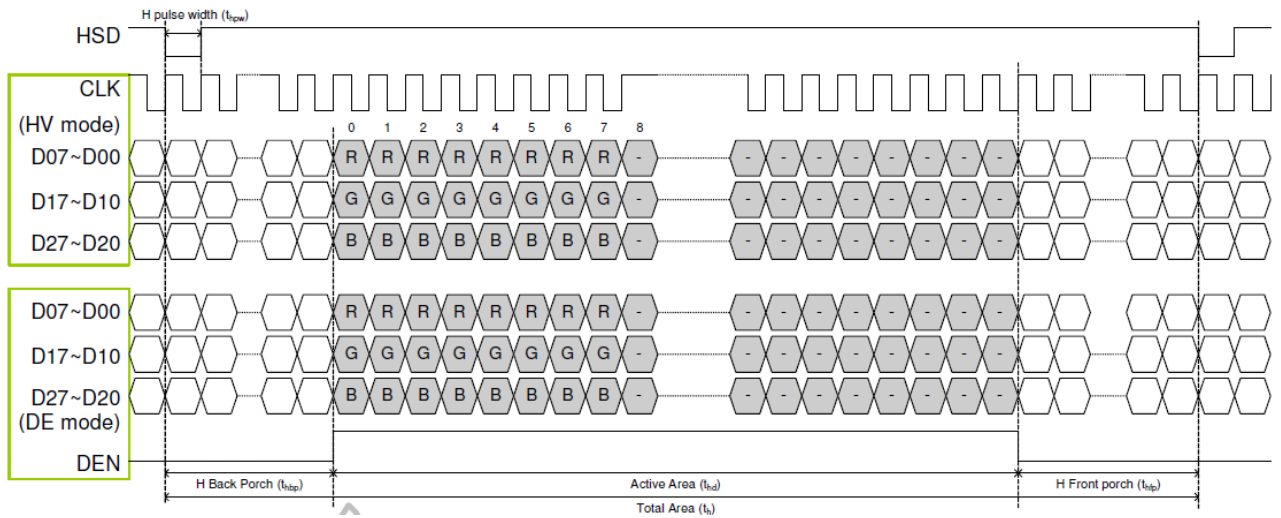 H pulse width (thpw)
HSD
CLK
(HV mode)
0 1 2 3 4 5 6 7 8
D07~D00 R R R R R R R R - - - - - - - - -
D17~D10 G G G G G G G G - - - - - - - - -
D27~D20 B B B B B B B B - - - - - - - - -
D07~D00 R R R R R R R R - - - - - - - - -
D17~D10 G G G G G G G G - - - - - - - - -
D27~D20 B B B B B B B B - - - - - - - - -
(DE mode)
DEN
H Back Porch (thbp) Active Area (thd) H Front porch (thfp)
Total Area (th)